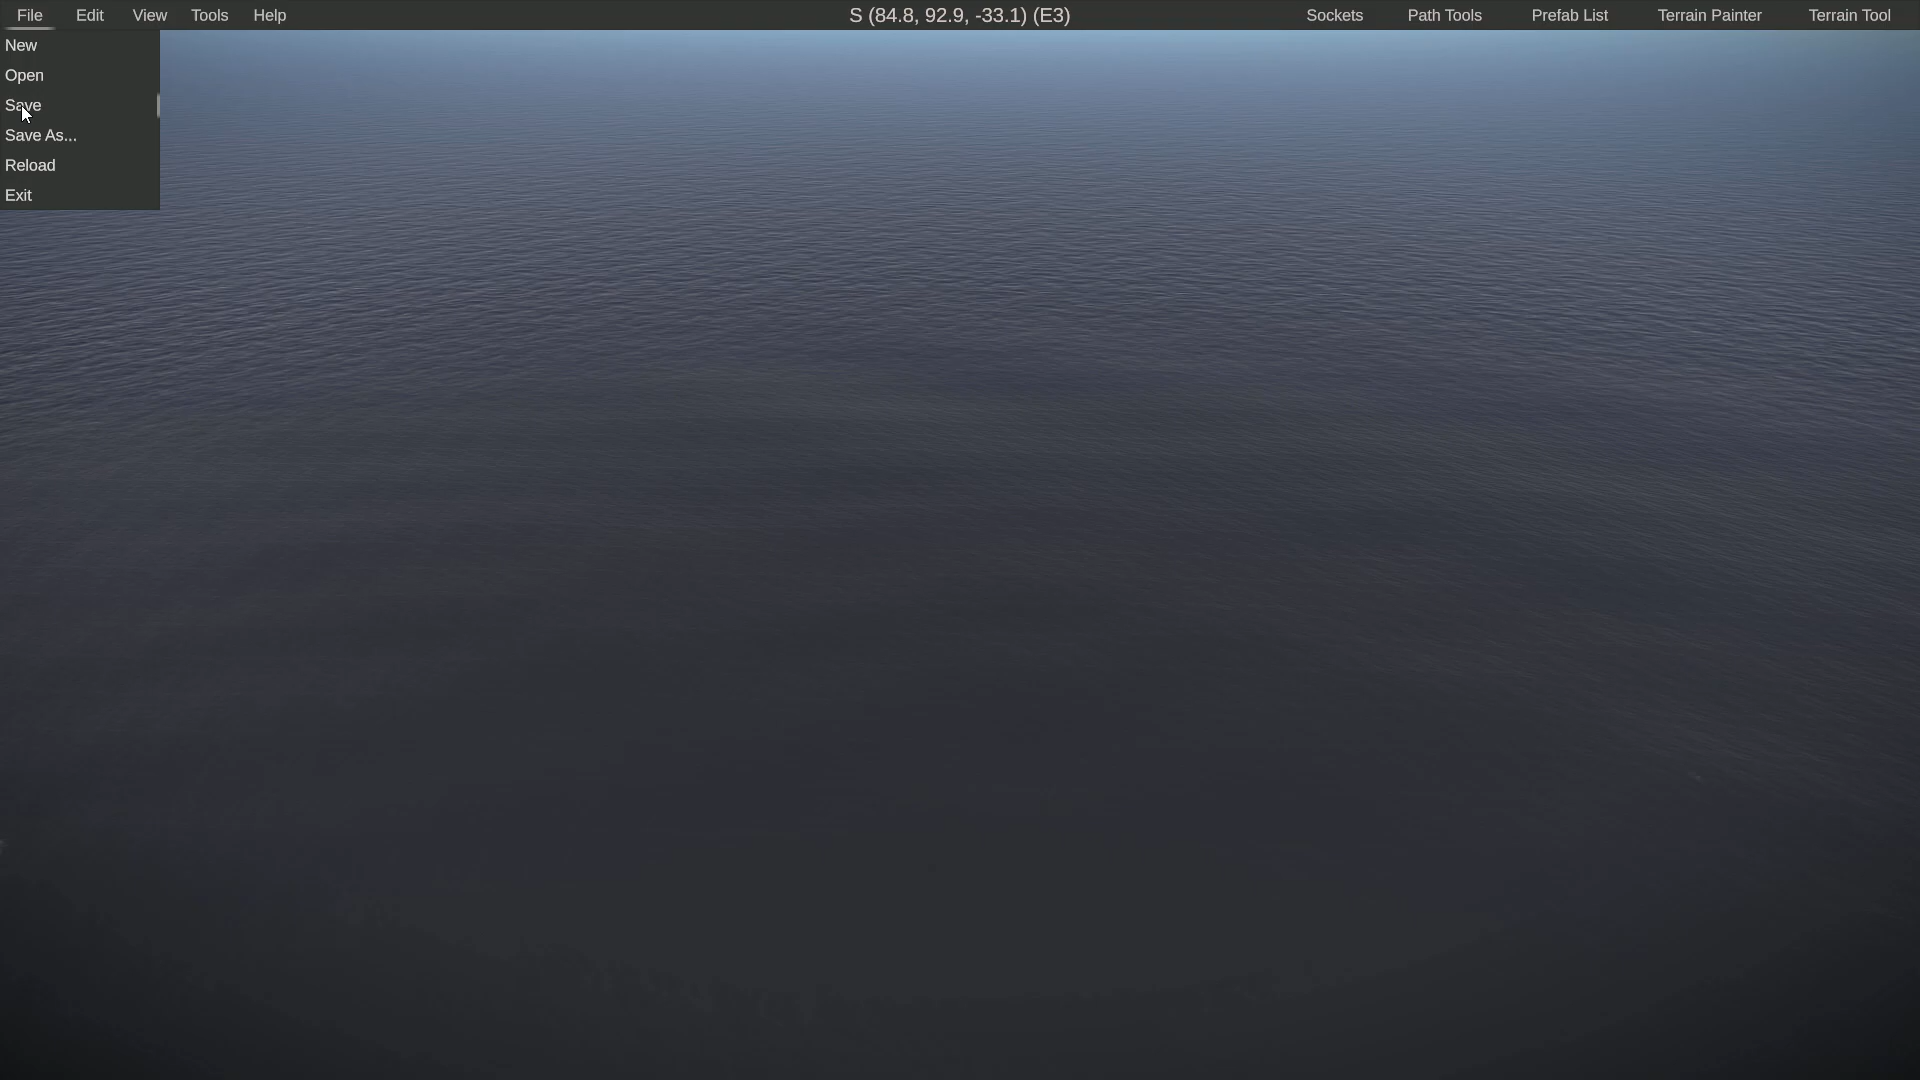 File Edit View Tools Help S (84.8, 92.9, -33.1) (E3) Sockets Path Tools Prefab List Terrain Painter Terrain Tool
New
Open
Save
Save As...
Reload
Exit